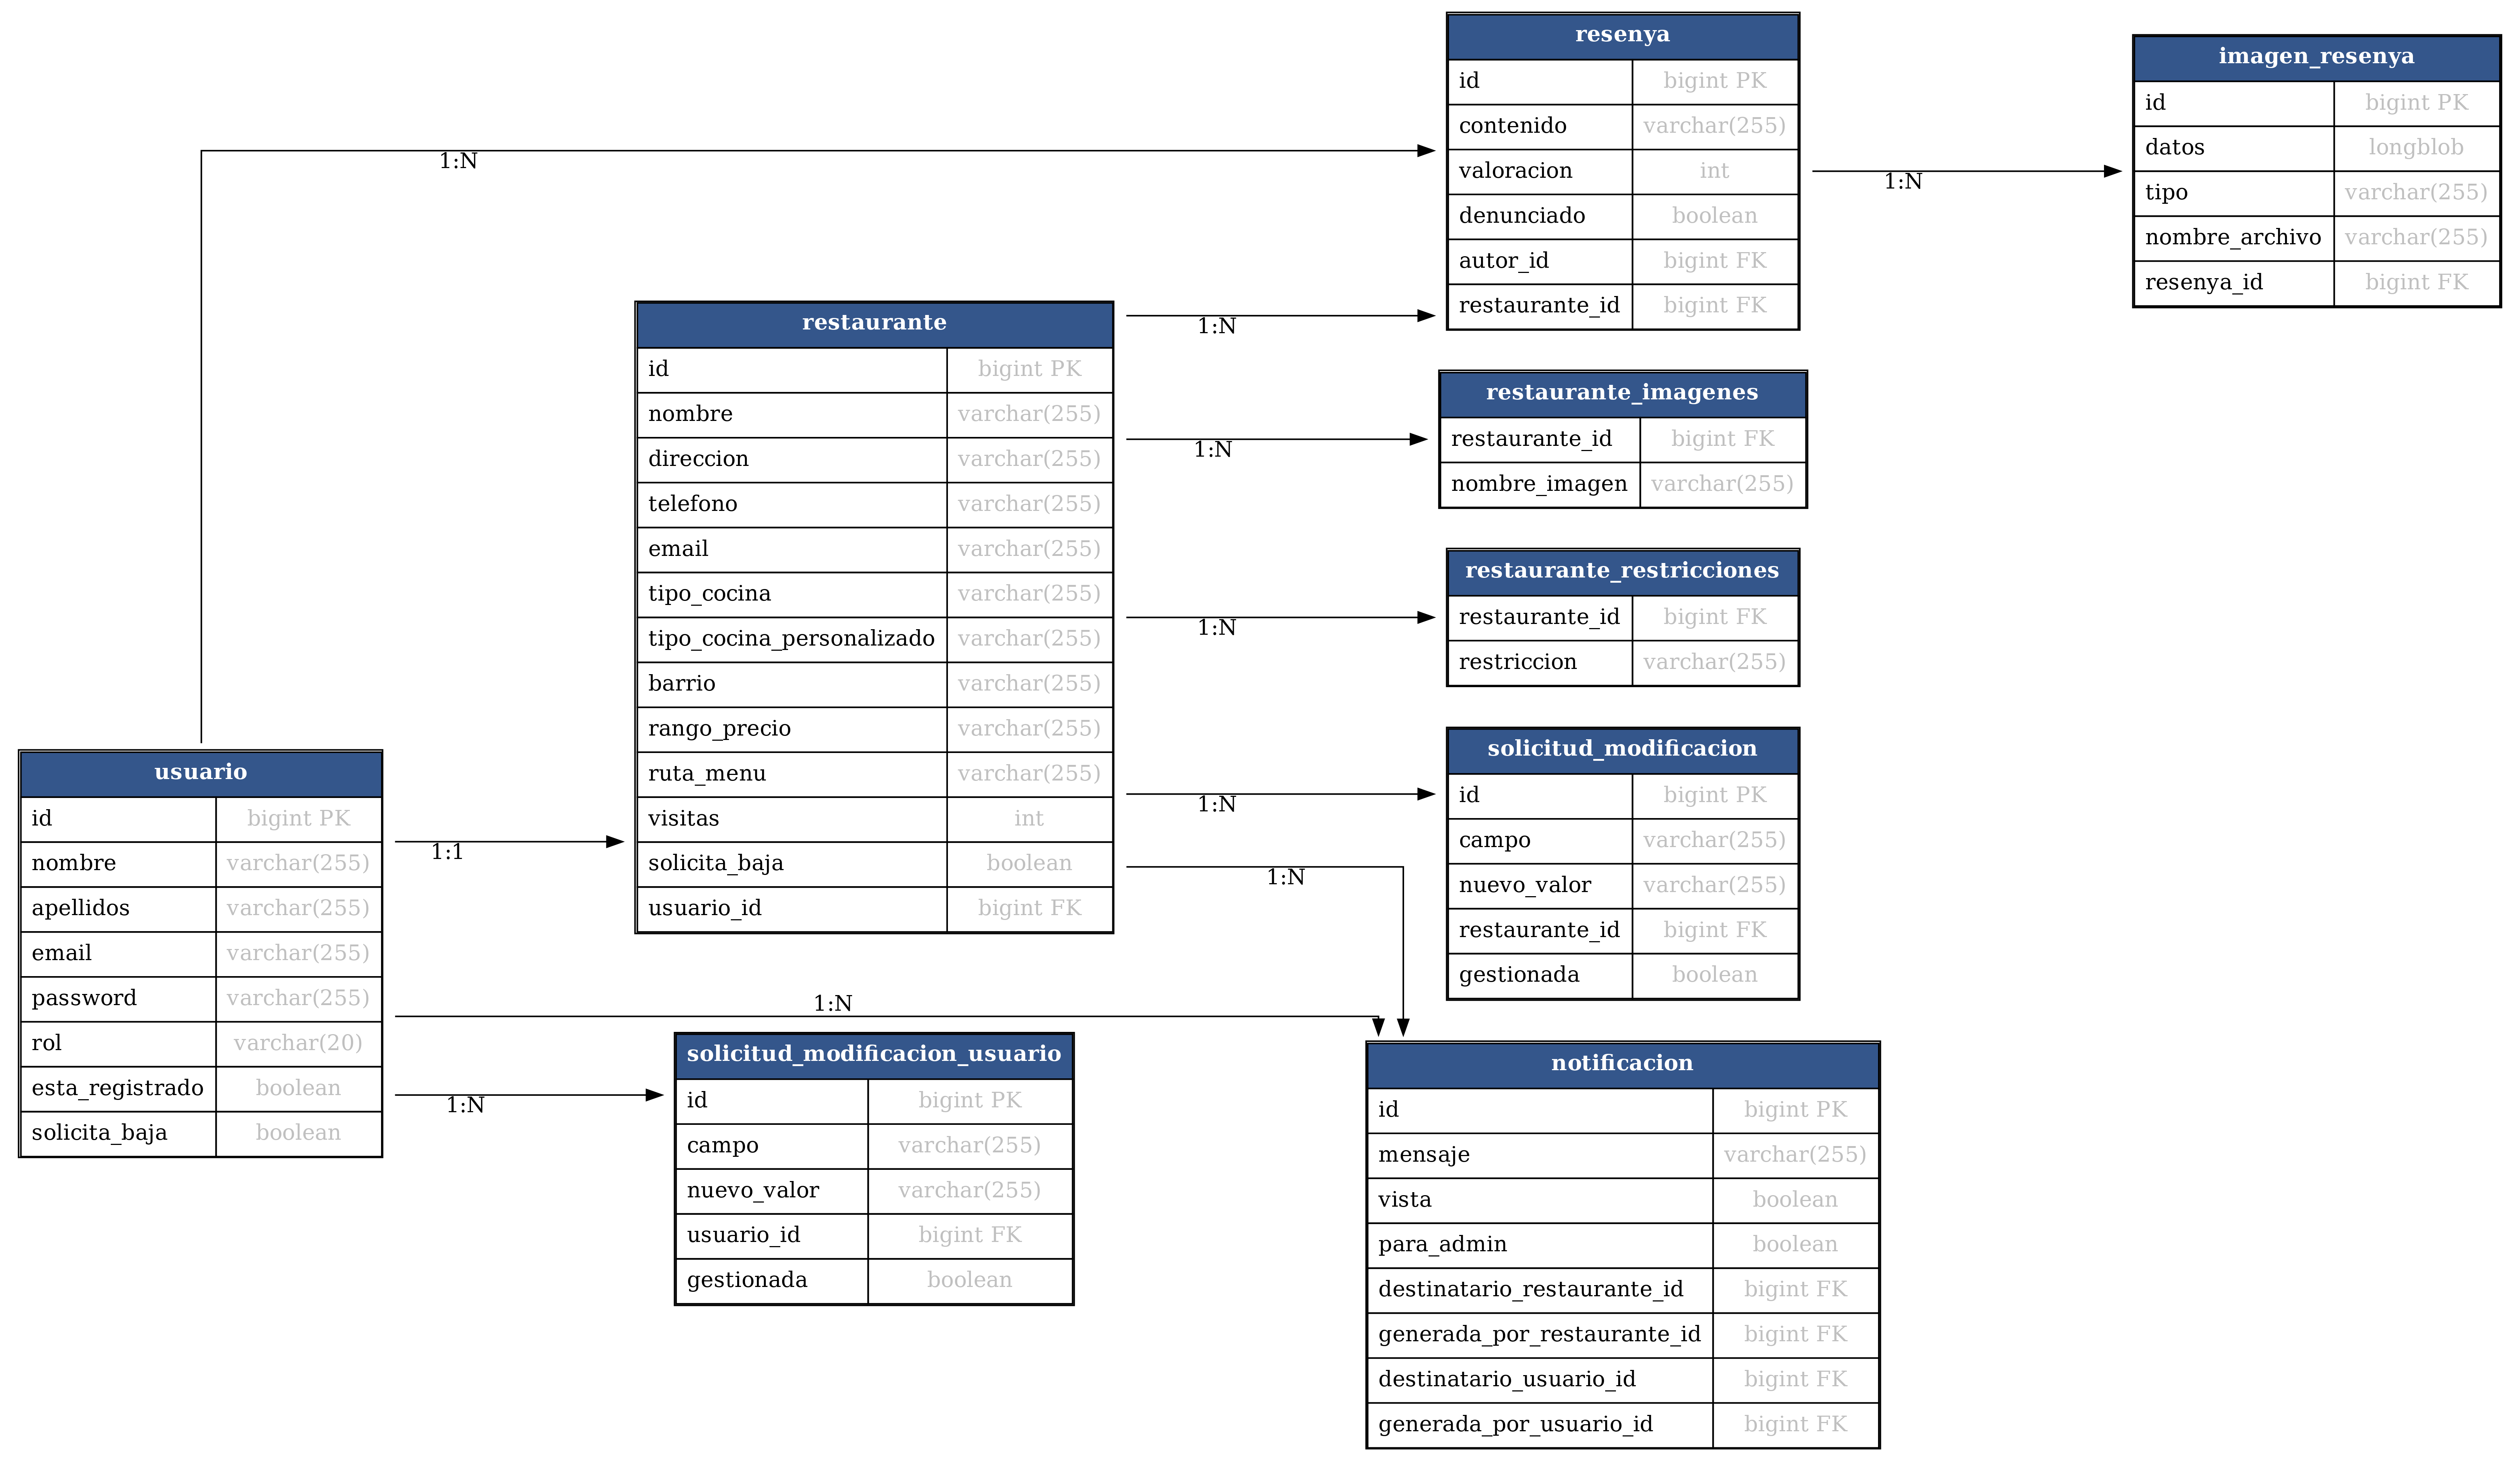 resenya
id bigint PK
contenido varchar(255)
valoracion int
denunciado boolean
autor_id bigint FK
restaurante_id bigint FK
imagen_resenya
id bigint PK
datos longblob
tipo varchar(255)
nombre_archivo varchar(255)
resenya_id bigint FK
1:N
1:N
restaurante
id bigint PK
nombre varchar(255)
direccion varchar(255)
telefono varchar(255)
email varchar(255)
tipo_cocina varchar(255)
tipo_cocina_personalizado varchar(255)
barrio varchar(255)
rango_precio varchar(255)
ruta_menu varchar(255)
visitas int
solicita_baja boolean
usuario_id bigint FK
1:N
1:N
1:N
1:N
1:N
restaurante_imagenes
restaurante_id bigint FK
nombre_imagen varchar(255)
restaurante_restricciones
restaurante_id bigint FK
restriccion varchar(255)
solicitud_modificacion
id bigint PK
campo varchar(255)
nuevo_valor varchar(255)
restaurante_id bigint FK
gestionada boolean
usuario
id bigint PK
nombre varchar(255)
apellidos varchar(255)
email varchar(255)
password varchar(255)
rol varchar(20)
esta_registrado boolean
solicita_baja boolean
1:1
1:N
1:N
solicitud_modificacion_usuario
id bigint PK
campo varchar(255)
nuevo_valor varchar(255)
usuario_id bigint FK
gestionada boolean
notificacion
id bigint PK
mensaje varchar(255)
vista boolean
para_admin boolean
destinatario_restaurante_id bigint FK
generada_por_restaurante_id bigint FK
destinatario_usuario_id bigint FK
generada_por_usuario_id bigint FK